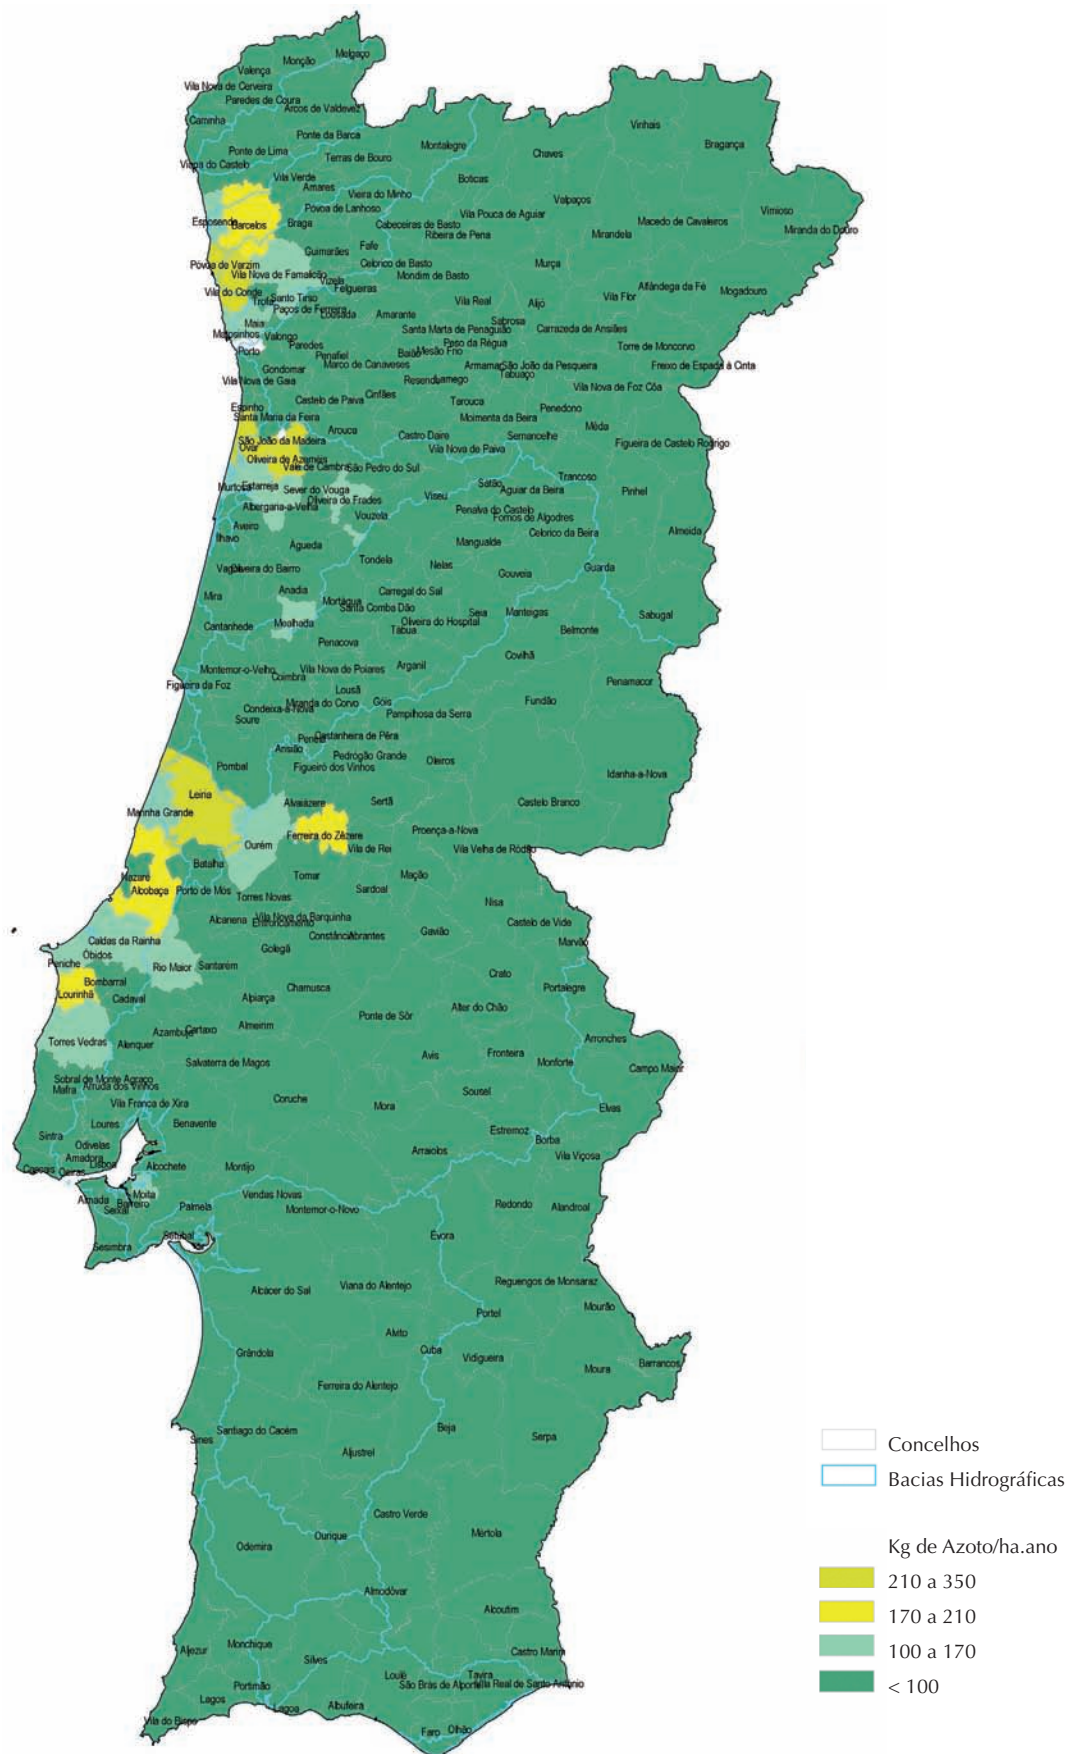 Melgaço
Monção
Valença
Vila Nova de Cerveira
Paredes de Coura
Arcos de Valdevez
Caminha
Vinhais
Ponte da Barca
Bragança
Montalegre
Ponte de Lima
Chaves
Terras de Bouro
Viana do Castelo
Vila Verde
Boticas
Amares
Vieira do Minho
Valpaços
Póvoa de Lanhoso
Vimioso
Vila Pouca de Aguiar
Esposende
Barcelos
Braga
Cabeceiras de Basto
Macedo de Cavaleiros
Miranda do Douro
Ribeira de Pena
Mirandela
Fafe
Guimarães
Póvoa de Varzim
Celorico de Basto
Murça
Vila Nova de Famalicão
Mondim de Basto
Vizela
Felgueiras
Alfândega da Fé
Mogadouro
Vila do Conde
Trofa
Santo Tirso
Vila Real
Alijó
Vila Flor
Paços de Ferreira
Lousada
Amarante
Maia
Sabrosa
Matosinhos
Valongo
Santa Marta de Penaguião
Carrazeda de Ansiães
Paredes
Peso da Régua
Torre de Moncorvo
Porto
Penafiel
Baião
Mesão Frio
Gondomar
Marco de Canaveses
Armamar
São João da Pesqueira
Freixo de Espada à Cinta
Vila Nova de Gaia
Resende
Lamego
Tabuaço
Vila Nova de Foz Côa
Castelo de Paiva
Cinfães
Tarouca
Espinho
Penedono
Santa Maria da Feira
Moimenta da Beira
Arouca
Mêda
São João da Madeira
Castro Daire
Sernancelhe
Figueira de Castelo Rodrigo
Ovar
Vila Nova de Paiva
Oliveira de Azeméis
Vale de Cambra
São Pedro do Sul
Trancoso
Murtosa
Estarreja
Sever do Vouga
Sátão
Aguiar da Beira
Pinhel
Oliveira de Frades
Viseu
Albergaria-a-Velha
Vouzela
Penalva do Castelo
Fornos de Algodres
Aveiro
Celorico da Beira
Almeida
Ílhavo
Águeda
Mangualde
Tondela
Nelas
Guarda
Vagos
Oliveira do Bairro
Gouveia
Anadia
Carregal do Sal
Mira
Mortágua
Santa Comba Dão
Seia
Manteigas
Sabugal
Cantanhede
Mealhada
Oliveira do Hospital
Tábua
Belmonte
Penacova
Covilhã
Montemor-o-Velho
Vila Nova de Poiares
Arganil
Coimbra
Penamacor
Figueira da Foz
Lousã
Miranda do Corvo
Góis
Fundão
Condeixa-a-Nova
Pampilhosa da Serra
Soure
Penela
Castanheira de Pêra
Ansião
Pedrógão Grande
Oleiros
Pombal
Figueiró dos Vinhos
Idanha-a-Nova
Leiria
Alvaiázere
Sertã
Castelo Branco
Marinha Grande
Ferreira do Zêzere
Proença-a-Nova
Ourém
Vila de Rei
Vila Velha de Ródão
Batalha
Nazaré
Tomar
Mação
Alcobaça
Porto de Mós
Sardoal
Torres Novas
Nisa
Alcanena
Vila Nova da Barquinha
Entroncamento
Castelo de Vide
Constância
Abrantes
Gavião
Caldas da Rainha
Golegã
Marvão
Óbidos
Peniche
Rio Maior
Santarém
Crato
Bombarral
Chamusca
Portalegre
Lourinhã
Cadaval
Alpiarça
Alter do Chão
Ponte de Sôr
Azambuja
Cartaxo
Almeirim
Torres Vedras
Alenquer
Arronches
Avis
Fronteira
Salvaterra de Magos
Monforte
Campo Maior
Sobral de Monte Agraço
Mafra
Arruda dos Vinhos
Sousel
Coruche
Vila França de Xira
Mora
Elvas
Loures
Benavente
Sintra
Estremoz
Borba
Odivelas
Arraiolos
Vila Viçosa
Amadora
Lisboa
Cascais
Oeiras
Alcochete
Montijo
Moita
Vendas Novas
Almada
Barreiro
Seixal
Palmela
Montemor-o-Novo
Redondo
Alandroal
Setúbal
Évora
Sesimbra
Reguengos de Monsaraz
Alcácer do Sal
Viana do Alentejo
Mourão
Portel
Alvito
Grândola
Cuba
Vidigueira
Moura
Barrancos
Ferreira do Alentejo
Santiago do Cacém
Beja
Sines
Serpa
Aljustrel
Concelhos
Bacias Hidrográficas
Castro Verde
Ourique
Mértola
Odemira
Kg de Azoto/ha.ano
210 a 350
170 a 210
100 a 170
< 100
Almodôvar
Alcoutim
Aljezur
Monchique
Silves
Castro Marim
Loulé
Tavira
São Brás de Alportel
Vila Real de Santo António
Portimão
Lagos
Lagoa
Albufeira
Vila do Bispo
Faro
Olhão